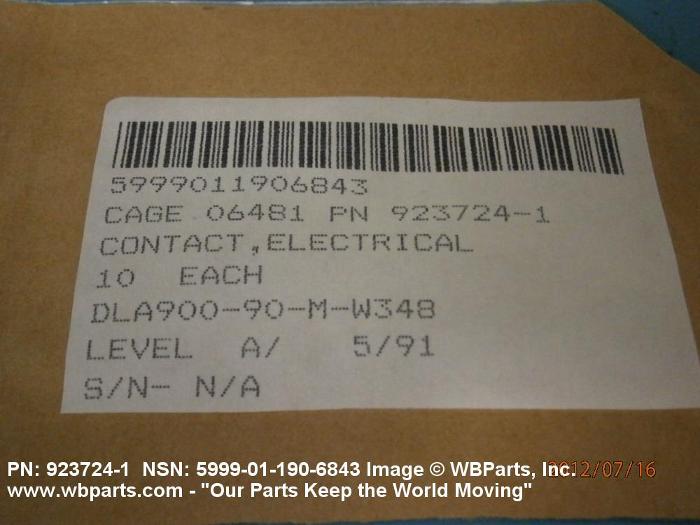 5999011906843
CAGE 06481 PN 923724-1
CONTACT,ELECTRICAL
10 EACH
DLA900-90-M-W348
LEVEL A/ 5/91
S/N- N/A
PN: 923724-1 NSN: 5999-01-190-6843 Image © WBParts, Inc.
2012/07/16
www.wbparts.com - "Our Parts Keep the World Moving"